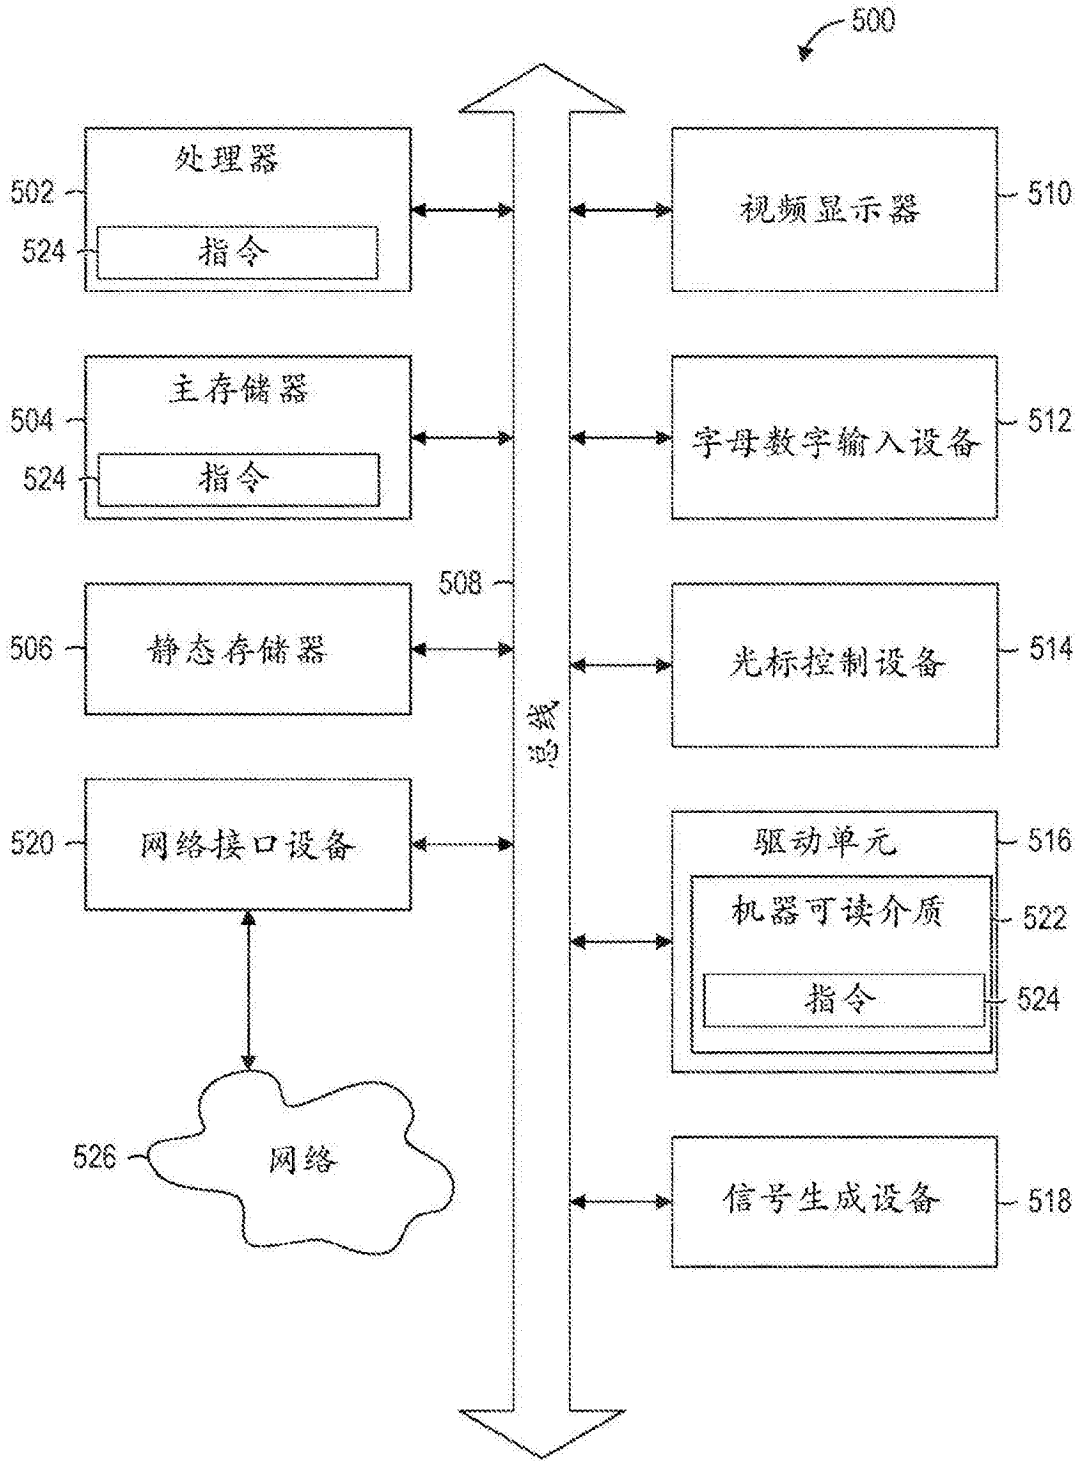 500
处理器
502
524
指令
主存储器
504
524
指令
静态存储器
506
508
总线
网络接口设备
520
网络
526
视频显示器
510
字母数字输入设备
512
光标控制设备
514
驱动单元
516
机器可读介质
522
指令
524
信号生成设备
518